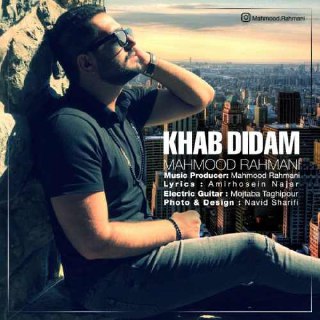 Mahmood.Rahmani
KHAB DIDAM
MAHMOOD RAHMANI
Music Producer: Mahmood Rahmani
Lyrics : Amirhosein Najar
Electric Guitar : Mojtaba Taghipour
Photo & Design : Navid Sharifi